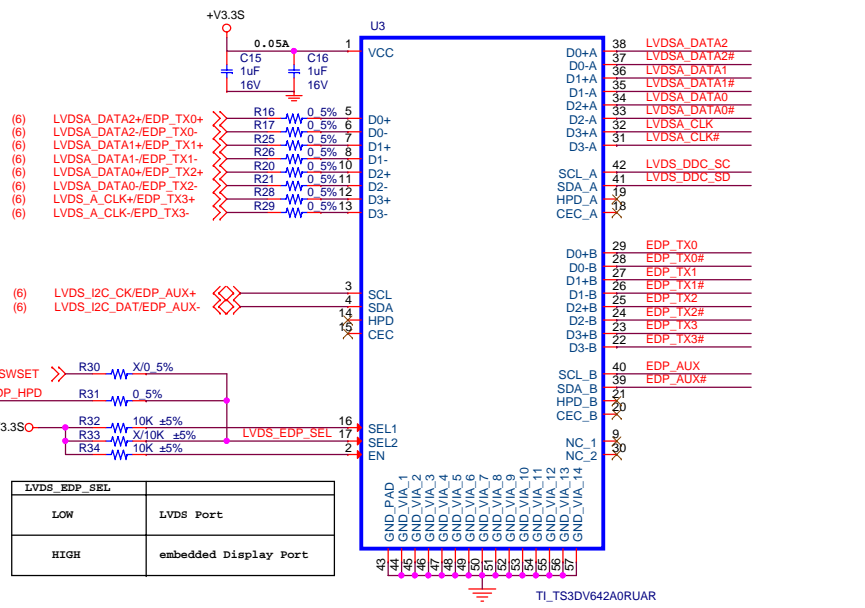 +V3.3S
U3
0.05A
1
VCC
C15
1uF
16V
C16
1uF
16V
(6) LVDSA_DATA2+/EDP_TX0+ R16 0_5% 5 D0+
(6) LVDSA_DATA2-/EDP_TX0- R17 0_5% 6 D0-
(6) LVDSA_DATA1+/EDP_TX1+ R25 0_5% 7 D1+
(6) LVDSA_DATA1-/EDP_TX1- R26 0_5% 8 D1-
(6) LVDSA_DATA0+/EDP_TX2+ R20 0_5% 10 D2+
(6) LVDSA_DATA0-/EDP_TX2- R21 0_5% 11 D2-
(6) LVDS_A_CLK+/EDP_TX3+ R28 0_5% 12 D3+
(6) LVDS_A_CLK-/EPD_TX3- R29 0_5% 13 D3-
(6) LVDS_I2C_CK/EDP_AUX+ 3 SCL
(6) LVDS_I2C_DAT/EDP_AUX- 4 SDA
14 HPD
15 CEC
SWSET R30 X/0_5%
DP_HPD R31 0_5%
3.3S R32 10K ±5% 16 SEL1
R33 X/10K ±5% LVDS_EDP_SEL 17 SEL2
R34 10K ±5% 2 EN
D0+A 38 LVDSA_DATA2
D0-A 37 LVDSA_DATA2#
D1+A 36 LVDSA_DATA1
D1-A 35 LVDSA_DATA1#
D2+A 34 LVDSA_DATA0
D2-A 33 LVDSA_DATA0#
D3+A 32 LVDSA_CLK
D3-A 31 LVDSA_CLK#
SCL_A 42 LVDS_DDC_SC
SDA_A 41 LVDS_DDC_SD
HPD_A 19
CEC_A 18
D0+B 29 EDP_TX0
D0-B 28 EDP_TX0#
D1+B 27 EDP_TX1
D1-B 26 EDP_TX1#
D2+B 25 EDP_TX2
D2-B 24 EDP_TX2#
D3+B 23 EDP_TX3
D3-B 22 EDP_TX3#
SCL_B 40 EDP_AUX
SDA_B 39 EDP_AUX#
HPD_B 21
CEC_B 20
NC_1 9
NC_2 30
GND_PAD 43
GND_VIA_1 44
GND_VIA_2 45
GND_VIA_3 46
GND_VIA_4 47
GND_VIA_5 48
GND_VIA_6 49
GND_VIA_7 50
GND_VIA_8 51
GND_VIA_9 52
GND_VIA_10 53
GND_VIA_11 54
GND_VIA_12 55
GND_VIA_13 56
GND_VIA_14 57
LVDS_EDP_SEL
LOW LVDS Port
HIGH embedded Display Port
TI_TS3DV642A0RUAR